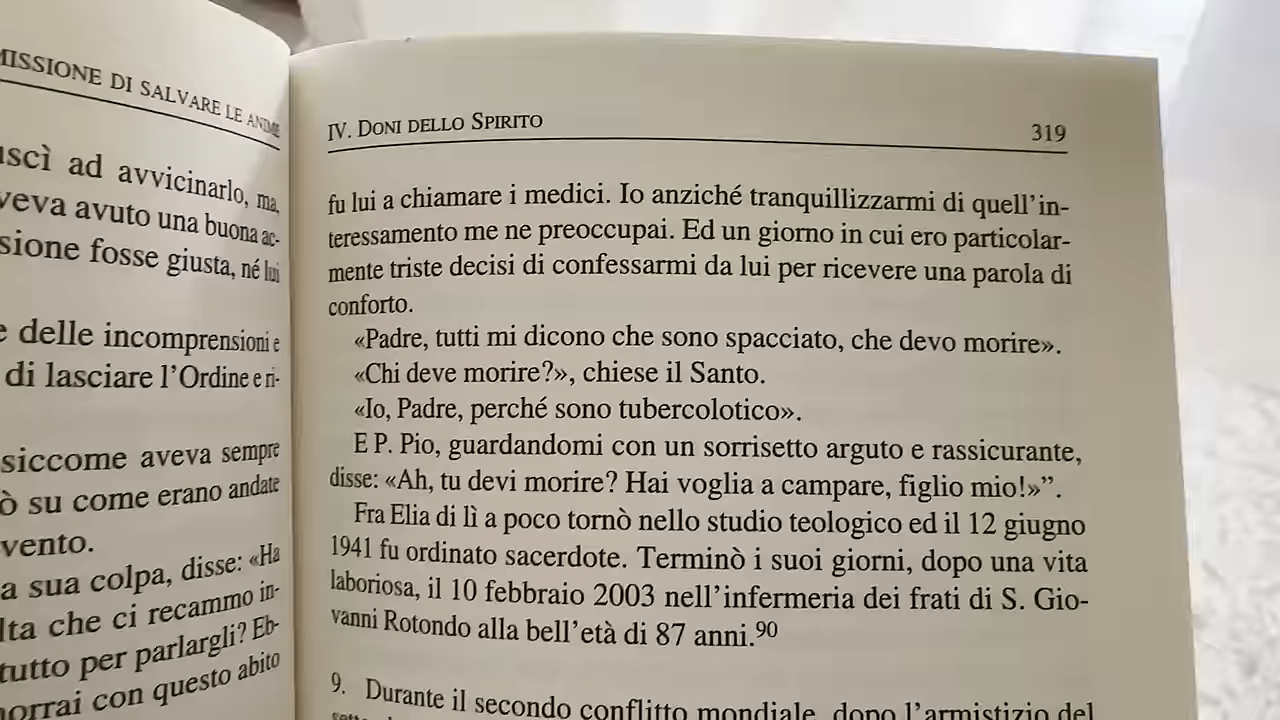 MISSIONE DI SALVARE LE ANIME
ad avvicinarlo, ma,
avuto una buona ac-
fosse giusta, né lui
delle incomprensioni e
di lasciare l'Ordine e ri-
siccome aveva sempre
su come erano andate
a sua colpa, disse: «Ha
che ci recammo in-
tutto per parlargli? Eb-
con questo abito
IV. DONI DELLO SPIRITO
319
fu lui a chiamare i medici. Io anziché tranquillizzarmi di quell'in-
teressamento me ne preoccupai. Ed un giorno in cui ero particolar-
mente triste decisi di confessarmi da lui per ricevere una parola di
conforto.
«Padre, tutti mi dicono che sono spacciato, che devo morire».
«Chi deve morire?», chiese il Santo.
«Io, Padre, perché sono tubercolotico».
E P. Pio, guardandomi con un sorrisetto arguto e rassicurante,
disse: «Ah, tu devi morire? Hai voglia a campare, figlio mio!»”.
Fra Elia di lì a poco tornò nello studio teologico ed il 12 giugno
1941 fu ordinato sacerdote. Terminò i suoi giorni, dopo una vita
laboriosa, il 10 febbraio 2003 nell'infermeria dei frati di S. Gio-
vanni Rotondo alla bell'età di 87 anni.90
9. Durante il secondo conflitto mondiale, dopo l'armistizio del